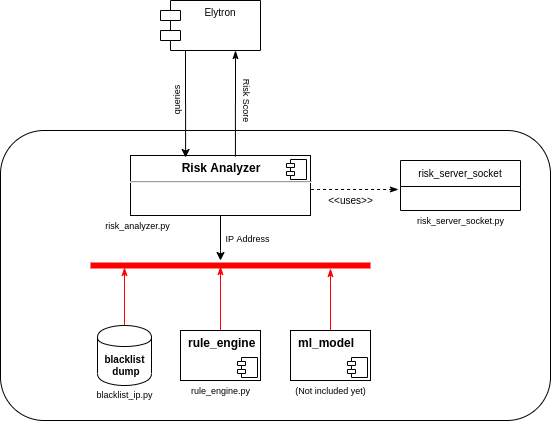 Elytron
queries
Risk Score
Risk Analyzer
risk_server_socket
<<uses>>
risk_analyzer.py
risk_server_socket.py
IP Address
blacklist
dump
rule_engine
ml_model
blacklist_ip.py
rule_engine.py
(Not included yet)